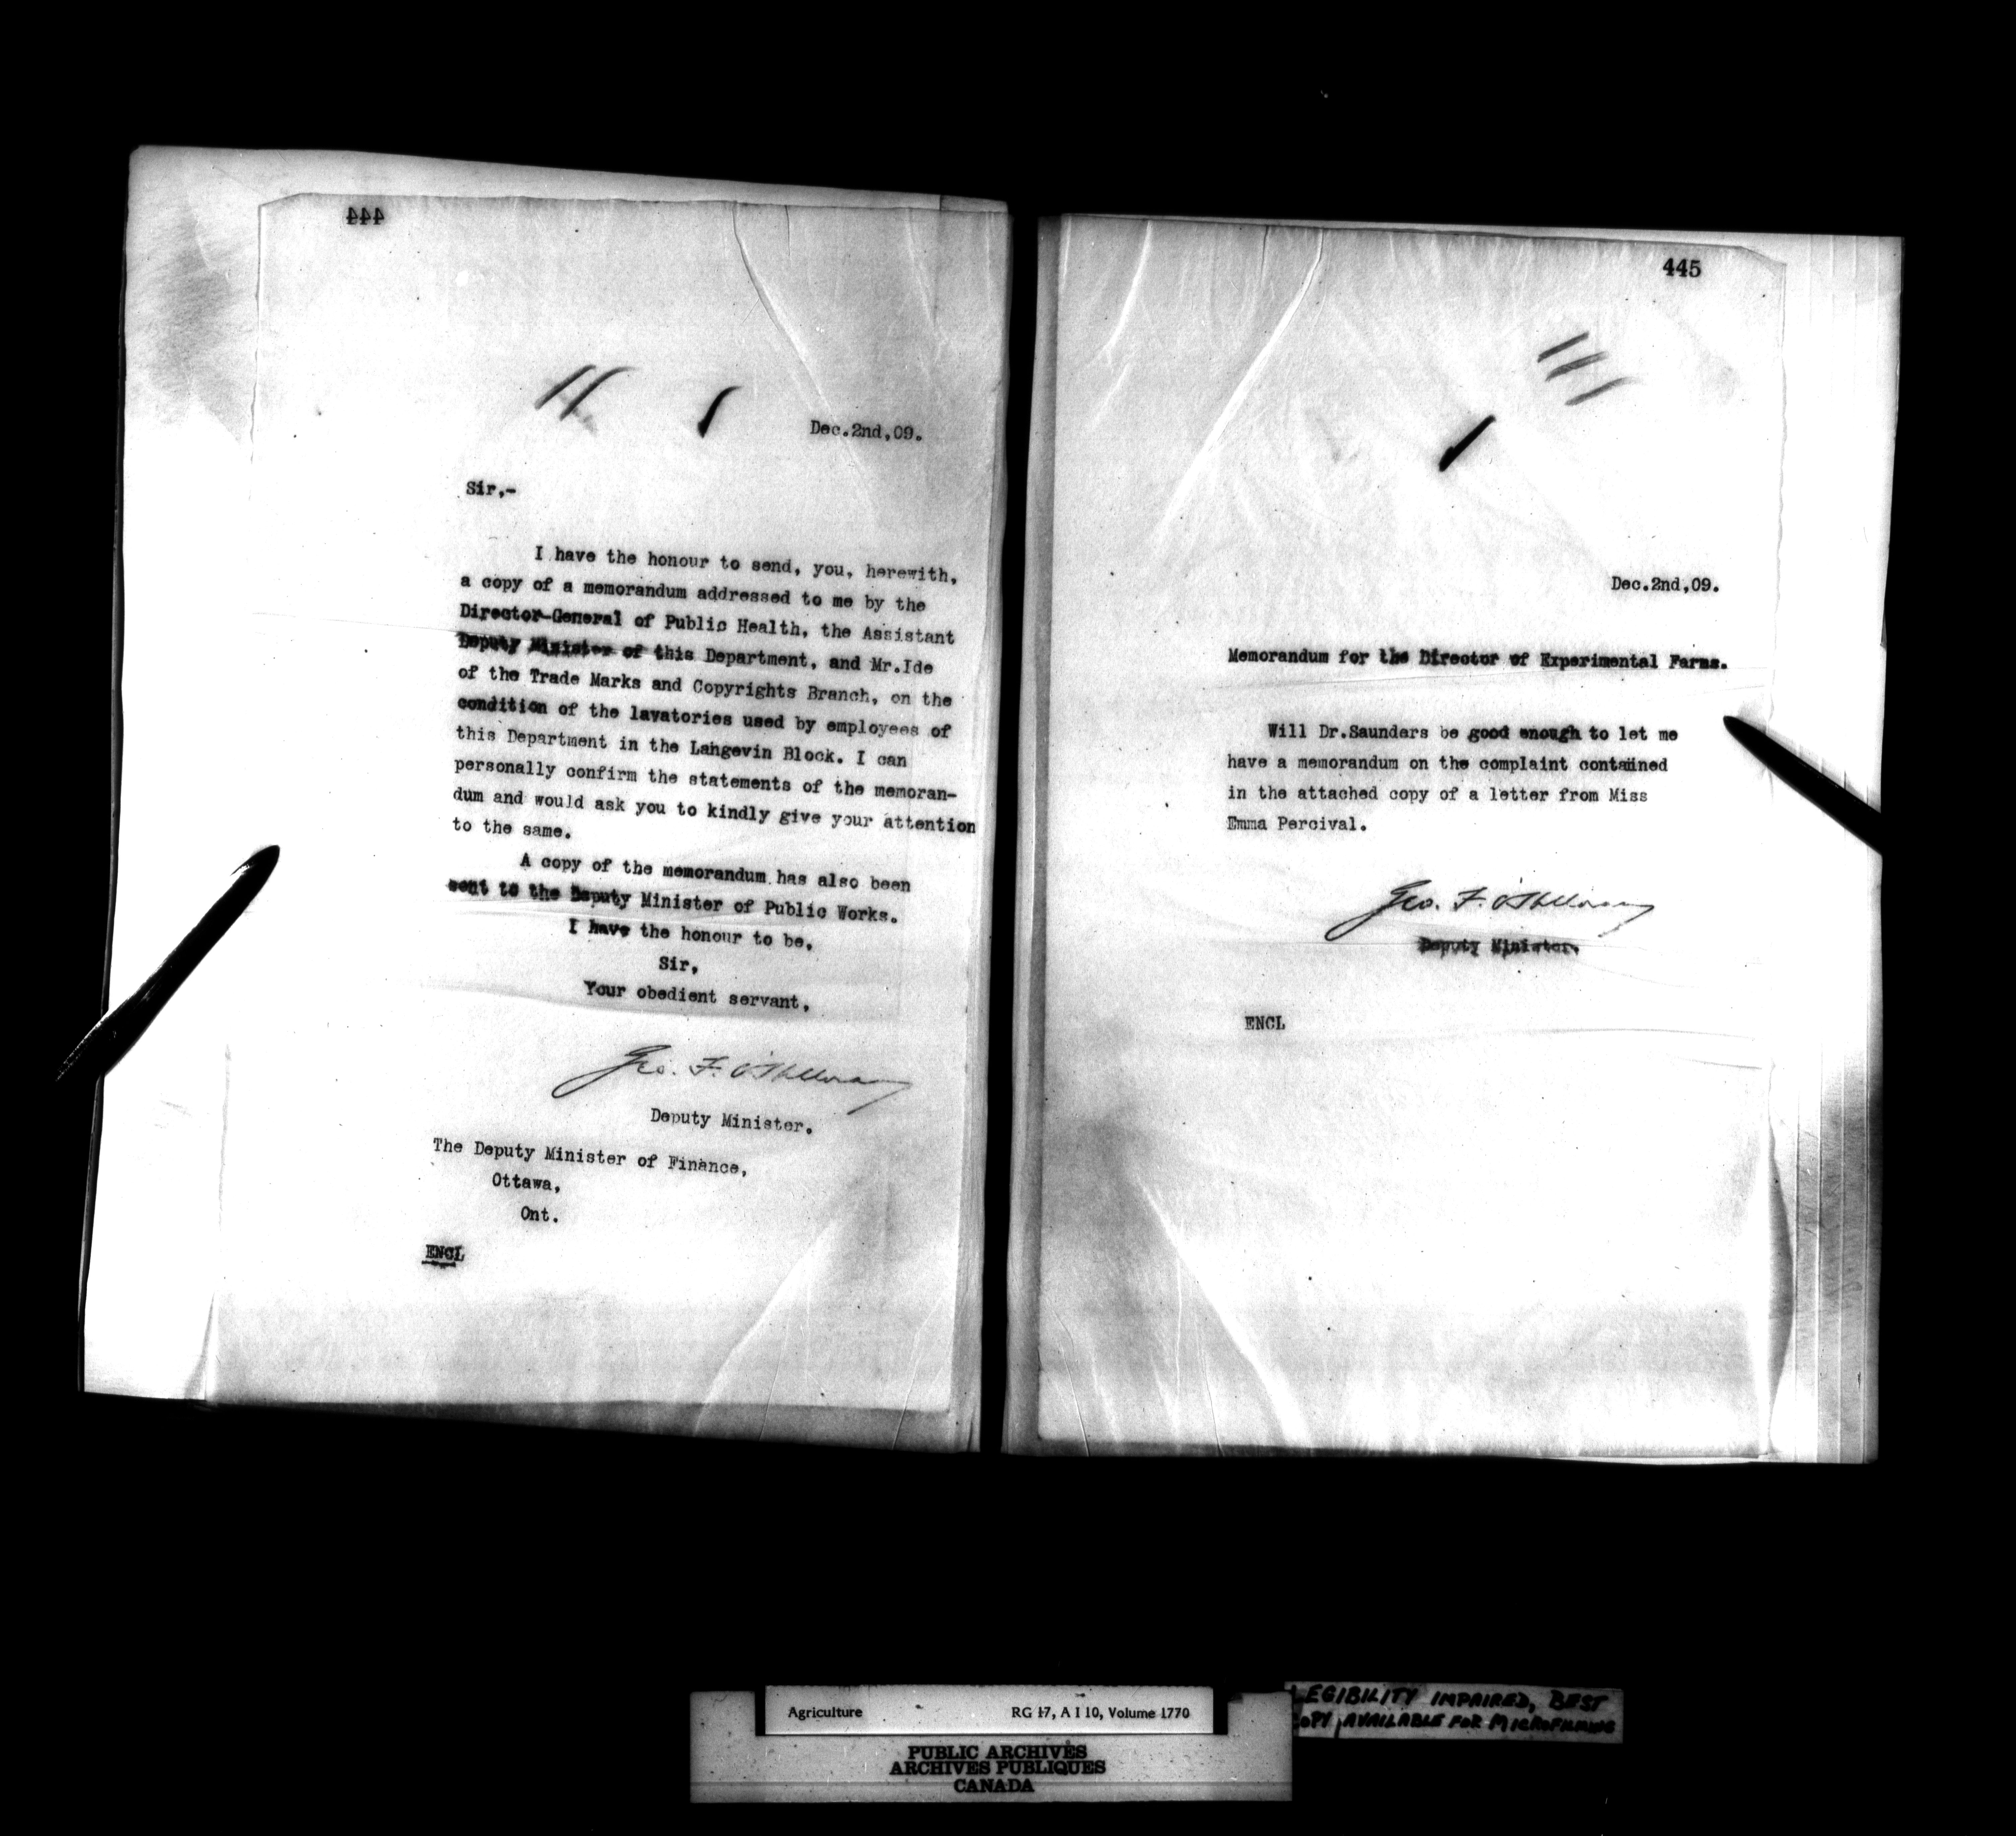 444
Dec.2nd,09.
Sir,-
I have the honour to send, you, herewith,
a copy of a memorandum addressed to me by the
Director-General of Public Health, the Assistant
Deputy Minister of this Department, and Mr.Ide
of the Trade Marks and Copyrights Branch, on the
condition of the lavatories used by employees of
this Department in the Langevin Block. I can
personally confirm the statements of the memoran-
dum and would ask you to kindly give your attention
to the same.
A copy of the memorandum has also been
sent to the Deputy Minister of Public Works.
I have the honour to be,
Sir,
Your obedient servant,
Geo. F. O'Halloran
Deputy Minister.
The Deputy Minister of Finance,
Ottawa,
Ont.
ENCL
445
Dec.2nd,09.
Memorandum for the Director of Experimental Farms.
Will Dr.Saunders be good enough to let me
have a memorandum on the complaint contained
in the attached copy of a letter from Miss
Emma Percival.
Geo. F. O'Halloran
Deputy Minister.
ENCL
Agriculture RG 17, A I 10, Volume 1770
PUBLIC ARCHIVES
ARCHIVES PUBLIQUES
CANADA
LEGIBILITY IMPAIRED, BEST
COPY AVAILABLE FOR MICROFILMING